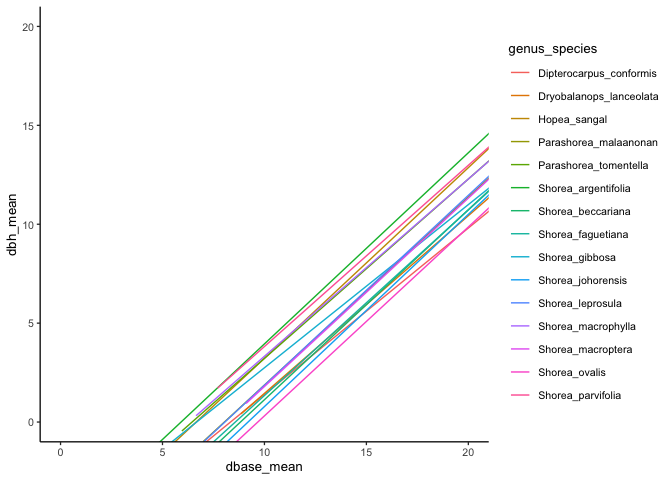 20
15
10
5
0
dbh_mean
0
5
10
15
20
dbase_mean
genus_species
Dipterocarpus_conformis
Dryobalanops_lanceolata
Hopea_sangal
Parashorea_malaanonan
Parashorea_tomentella
Shorea_argentifolia
Shorea_beccariana
Shorea_faguetiana
Shorea_gibbosa
Shorea_johorensis
Shorea_leprosula
Shorea_macrophylla
Shorea_macroptera
Shorea_ovalis
Shorea_parvifolia